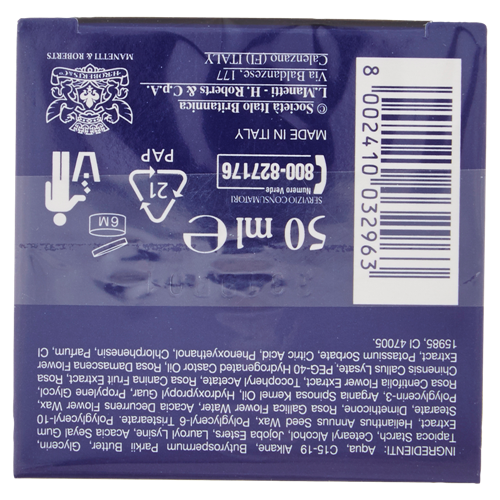 INGREDIENTI: Aqua, C15-19 Alkane, Butyrospermum Parkii Butter, Glycerin,
Tapioca Starch, Cetearyl Alcohol, Jojoba Esters, Lauroyl Lysine, Acacia Seyal Gum
Extract, Helianthus Annuus Seed Wax, Polyglyceryl-6 Tristearate, Polyglyceryl-10
Stearate, Dimethicone, Rosa Gallica Flower Water, Acacia Decurrens Flower Wax,
Polyglycerin-3, Argania Spinosa Kernel Oil, Hydroxypropyl Guar, Propylene Glycol,
Rosa Centifolia Flower Extract, Tocopheryl Acetate, Rosa Canina Fruit Extract, Rosa
Chinensis Callus Lysate, PEG-40 Hydrogenated Castor Oil, Rosa Damascena Flower
Extract, Potassium Sorbate, Citric Acid, Phenoxyethanol, Chlorphenesin, Parfum, CI
15985, CI 47005.
8 002410 032963
50 ml e
SERVIZIO CONSUMATORI
Numero Verde
800-827176
MADE IN ITALY
© Società Italo Britannica
L.Manetti - H. Roberts & C.p.A.
Via Baldanzese, 177
Calenzano (FI) ITALY
6M
21
PAP
MANETTI & ROBERTS